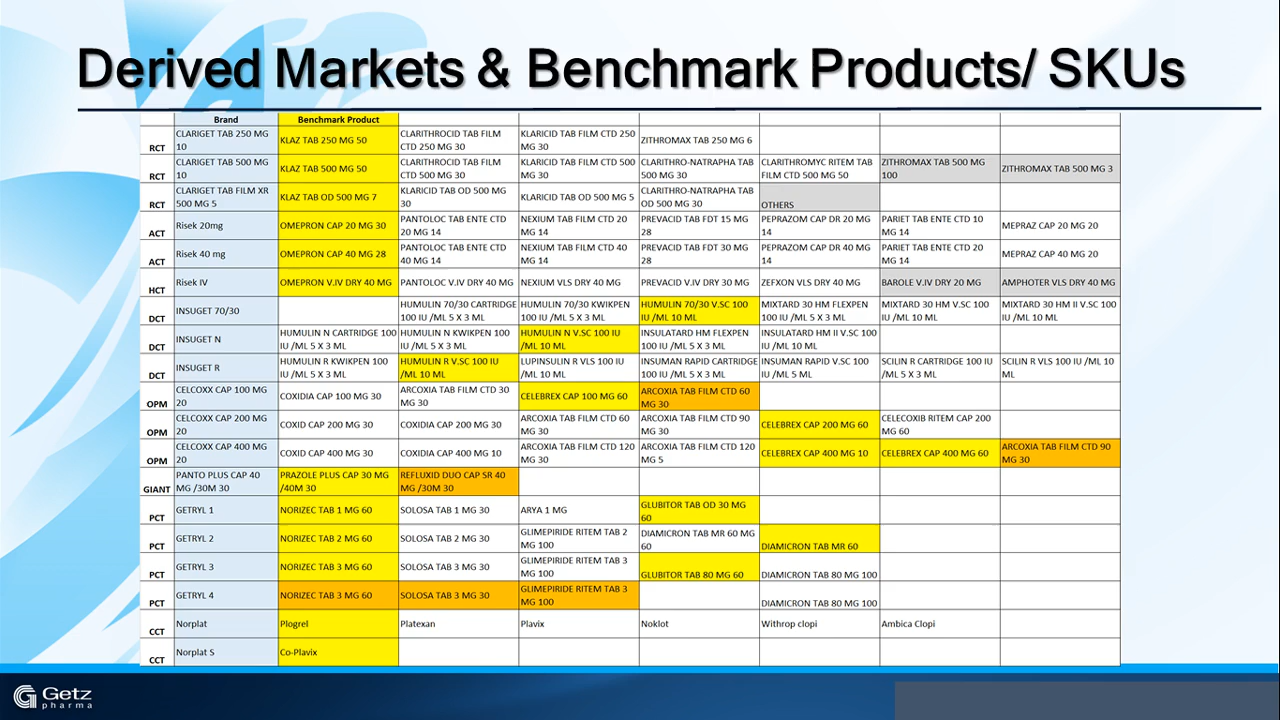 Derived Markets & Benchmark Products/ SKUs
Brand Benchmark Product
RCT CLARIGET TAB 250 MG 10 KLAZ TAB 250 MG 50 CLARITHROCID TAB FILM CTD 250 MG 30 KLARICID TAB FILM CTD 250 MG 30 ZITHROMAX TAB 250 MG 6
RCT CLARIGET TAB 500 MG 10 KLAZ TAB 500 MG 50 CLARITHROCID TAB FILM CTD 500 MG 30 KLARICID TAB FILM CTD 500 MG 30 CLARITHRO-NATRAPHA TAB 500 MG 30 CLARITHROMYC RITEM TAB FILM CTD 500 MG 50 ZITHROMAX TAB 500 MG 100 ZITHROMAX TAB 500 MG 3
RCT CLARIGET TAB FILM XR 500 MG 5 KLAZ TAB OD 500 MG 7 KLARICID TAB OD 500 MG 30 KLARICID TAB OD 500 MG 5 CLARITHRO-NATRAPHA TAB OD 500 MG 30 OTHERS
ACT Risek 20mg OMEPRON CAP 20 MG 30 PANTOLOC TAB ENTE CTD 20 MG 14 NEXIUM TAB FILM CTD 20 MG 14 PREVACID TAB FDT 15 MG 28 PEPRAZOM CAP DR 20 MG 14 PARIET TAB ENTE CTD 10 MG 14 MEPRAZ CAP 20 MG 20
ACT Risek 40 mg OMEPRON CAP 40 MG 28 PANTOLOC TAB ENTE CTD 40 MG 14 NEXIUM TAB FILM CTD 40 MG 14 PREVACID TAB FDT 30 MG 28 PEPRAZOM CAP DR 40 MG 14 PARIET TAB ENTE CTD 20 MG 14 MEPRAZ CAP 40 MG 20
HCT Risek IV OMEPRON V.IV DRY 40 MG PANTOLOC V.IV DRY 40 MG NEXIUM VLS DRY 40 MG PREVACID V.IV DRY 30 MG ZEFXON VLS DRY 40 MG BAROLE V.IV DRY 20 MG AMPHOTER VLS DRY 40 MG
DCT INSUGET 70/30 HUMULIN 70/30 CARTRIDGE 100 IU /ML 5 X 3 ML HUMULIN 70/30 KWIKPEN 100 IU /ML 5 X 3 ML HUMULIN 70/30 V.SC 100 IU /ML 10 ML MIXTARD 30 HM FLEXPEN 100 IU /ML 5 X 3 ML MIXTARD 30 HM V.SC 100 IU /ML 10 ML MIXTARD 30 HM II V.SC 100 IU /ML 10 ML
DCT INSUGET N HUMULIN N CARTRIDGE 100 IU /ML 5 X 3 ML HUMULIN N KWIKPEN 100 IU /ML 5 X 3 ML HUMULIN N V.SC 100 IU /ML 10 ML INSULATARD HM FLEXPEN 100 IU /ML 5 X 3 ML INSULATARD HM II V.SC 100 IU /ML 10 ML
DCT INSUGET R HUMULIN R KWIKPEN 100 IU /ML 5 X 3 ML HUMULIN R V.SC 100 IU /ML 10 ML LUPINSULIN R VLS 100 IU /ML 10 ML INSUMAN RAPID CARTRIDGE 100 IU /ML 5 X 3 ML INSUMAN RAPID V.SC 100 IU /ML 5 ML SCILIN R CARTRIDGE 100 IU /ML 5 X 3 ML SCILIN R VLS 100 IU /ML 10 ML
OPM CELCOXX CAP 100 MG 20 COXIDIA CAP 100 MG 30 ARCOXIA TAB FILM CTD 30 MG 30 CELEBREX CAP 100 MG 60 ARCOXIA TAB FILM CTD 60 MG 30
OPM CELCOXX CAP 200 MG 20 COXID CAP 200 MG 30 COXIDIA CAP 200 MG 30 ARCOXIA TAB FILM CTD 60 MG 30 ARCOXIA TAB FILM CTD 90 MG 30 CELEBREX CAP 200 MG 60 CELECOXIB RITEM CAP 200 MG 60
OPM CELCOXX CAP 400 MG 20 COXID CAP 400 MG 30 COXIDIA CAP 400 MG 10 ARCOXIA TAB FILM CTD 120 MG 30 ARCOXIA TAB FILM CTD 120 MG 5 CELEBREX CAP 400 MG 10 CELEBREX CAP 400 MG 60 ARCOXIA TAB FILM CTD 90 MG 30
GIANT PANTO PLUS CAP 40 MG /30M 30 PRAZOLE PLUS CAP 30 MG /40M 30 REFLUXID DUO CAP SR 40 MG /30M 30
PCT GETRYL 1 NORIZEC TAB 1 MG 60 SOLOSA TAB 1 MG 30 ARYA 1 MG GLUBITOR TAB OD 30 MG 60
PCT GETRYL 2 NORIZEC TAB 2 MG 60 SOLOSA TAB 2 MG 30 GLIMEPIRIDE RITEM TAB 2 MG 100 DIAMICRON TAB MR 60 MG 60 DIAMICRON TAB MR 60
PCT GETRYL 3 NORIZEC TAB 3 MG 60 SOLOSA TAB 3 MG 30 GLIMEPIRIDE RITEM TAB 3 MG 100 GLUBITOR TAB 80 MG 60 DIAMICRON TAB 80 MG 100
PCT GETRYL 4 NORIZEC TAB 3 MG 60 SOLOSA TAB 3 MG 30 GLIMEPIRIDE RITEM TAB 3 MG 100 DIAMICRON TAB 80 MG 100
CCT Norplat Plogrel Platexan Plavix Noklot Withrop clopi Ambica Clopi
CCT Norplat S Co-Plavix
Getz
pharma